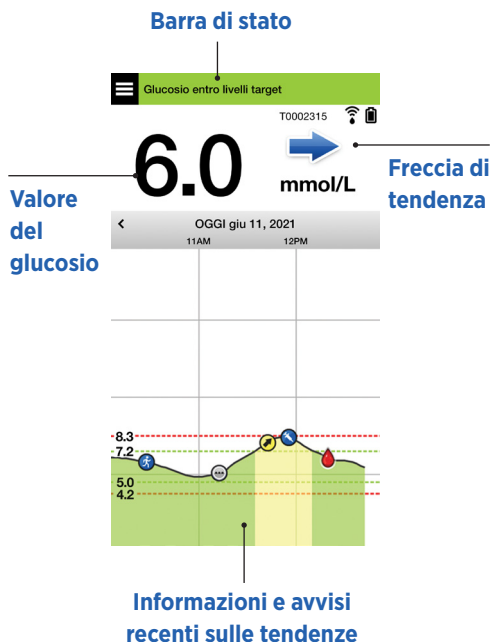 Barra di stato
Glucosio entro livelli target
T0002315
6.0
mmol/L
Freccia di
tendenza
Valore
del
glucosio
OGGI giu 11, 2021
11AM
12PM
8.3
7.2
5.0
4.2
Informazioni e avvisi
recenti sulle tendenze